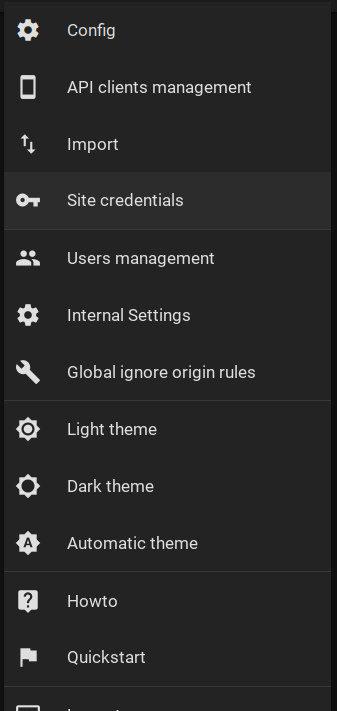 Config
API clients management
Import
Site credentials
Users management
Internal Settings
Global ignore origin rules
Light theme
Dark theme
Automatic theme
Howto
Quickstart